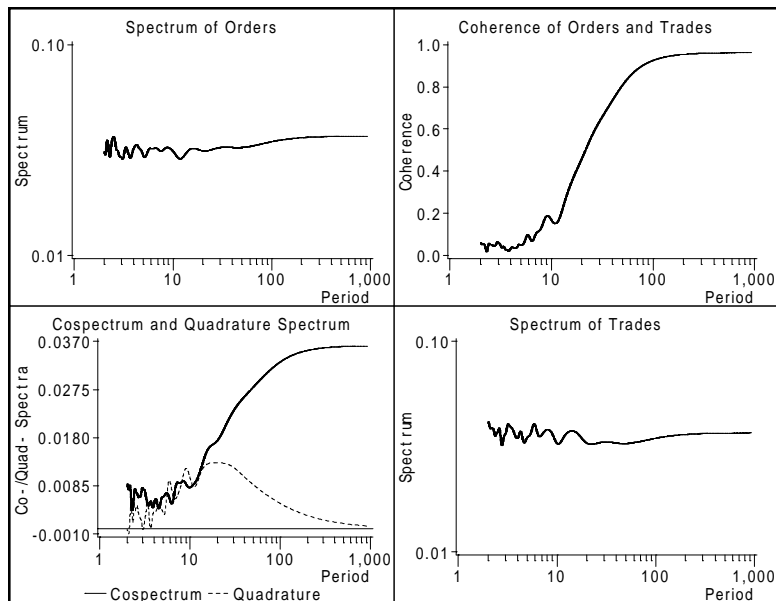 Spectrum of Orders
0.10
Spectrum
0.01
1 10 100 1,000
Period
Coherence of Orders and Trades
1.0
0.8
0.6
0.4
0.2
0.0
Coherence
1 10 100 1,000
Period
Cospectrum and Quadrature Spectrum
0.0370
0.0275
0.0180
0.0085
-0.0010
Co-/Quad- Spectra
1 10 100 1,000
Period
Cospectrum Quadrature
Spectrum of Trades
0.10
Spectrum
0.01
1 10 100 1,000
Period